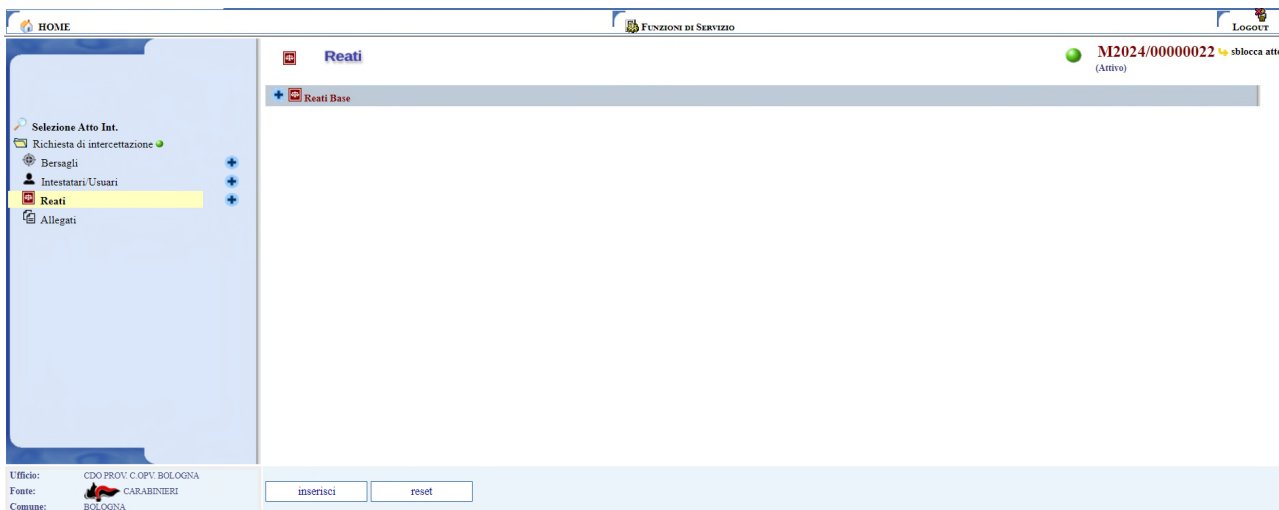 HOME
FUNZIONI DI SERVIZIO
LOGOUT
Reati
M2024/00000022 sblocca atto
(Attivo)
Reati Base
Selezione Atto Int.
Richiesta di intercettazione
Bersagli
Intestatari/Usuari
Reati
Allegati
Ufficio: CDO PROV. C.OPV. BOLOGNA
Fonte: CARABINIERI
Comune: BOLOGNA
inserisci reset